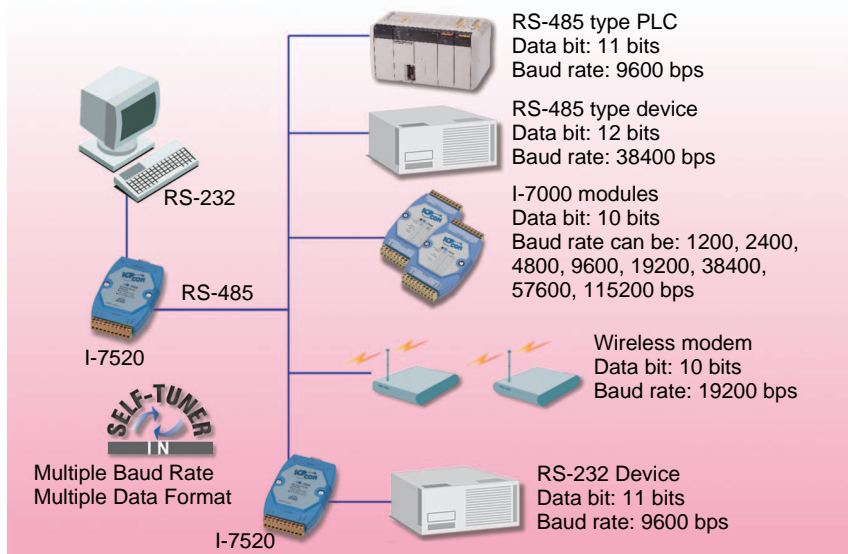 RS-485 type PLC
Data bit: 11 bits
Baud rate: 9600 bps
RS-485 type device
Data bit: 12 bits
Baud rate: 38400 bps
RS-232
I-7000 modules
Data bit: 10 bits
Baud rate can be: 1200, 2400,
4800, 9600, 19200, 38400,
57600, 115200 bps
RS-485
I-7520
Wireless modem
Data bit: 10 bits
Baud rate: 19200 bps
SELF-TUNER
IN
Multiple Baud Rate
Multiple Data Format
RS-232 Device
Data bit: 11 bits
Baud rate: 9600 bps
I-7520